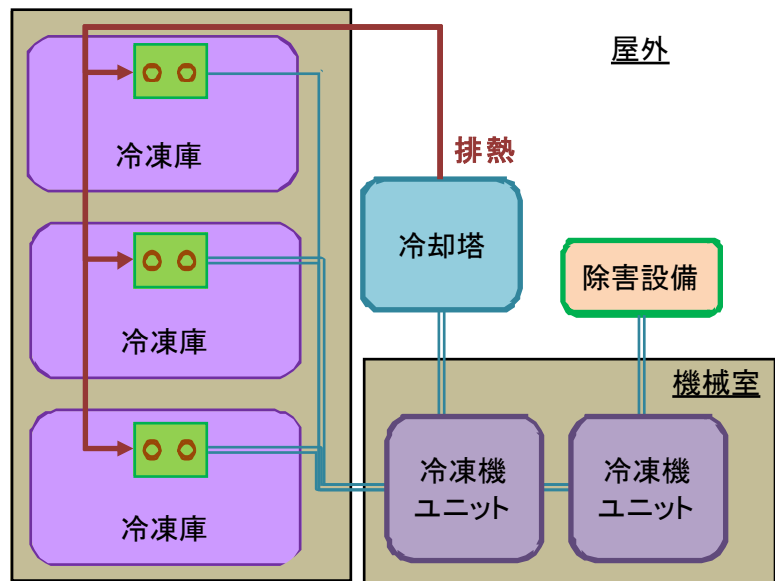 屋外
冷凍庫
排熱
冷却塔
除害設備
冷凍庫
機械室
冷凍庫
冷凍機
ユニット
冷凍機
ユニット